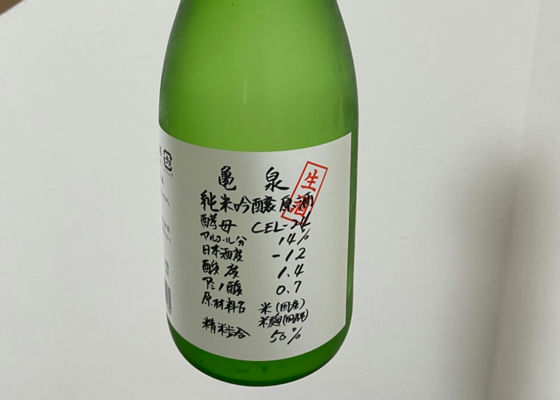 亀泉
生酒
純米吟醸原酒
酵母 CEL-24
アルコール分 14%
日本酒度 -12
酸度 1.4
アミノ酸 0.7
原材料名 米(国産)
米麹(国産米)
精米歩合 50%